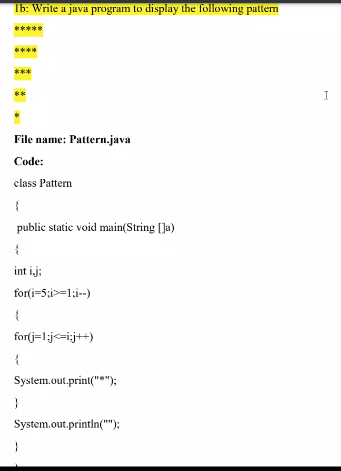 1b: Write a java program to display the following pattern
*****
****
***
**
*
File name: Pattern.java
Code:
class Pattern
{
public static void main(String []a)
{
int i,j;
for(i=5;i>=1;i--)
{
for(j=1;j<=i;j++)
{
System.out.print("*");
}
System.out.println("");
}